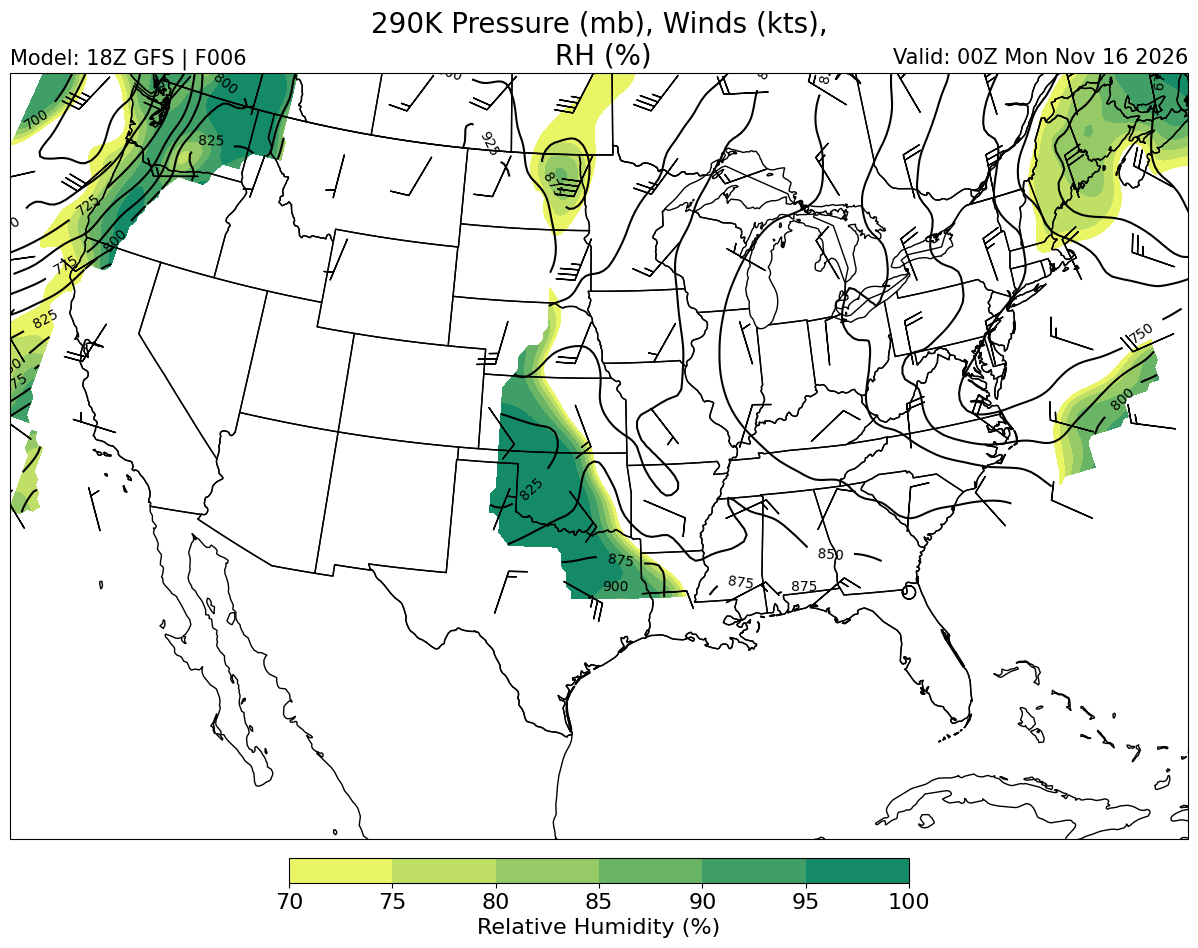 290K Pressure (mb), Winds (kts),
RH (%)
Model: 18Z GFS | F006
Valid: 00Z Mon Nov 16 2026
700
800
825
925
725
775
800
825
750
800
825
875
900
850
875
875
70 75 80 85 90 95 100
Relative Humidity (%)